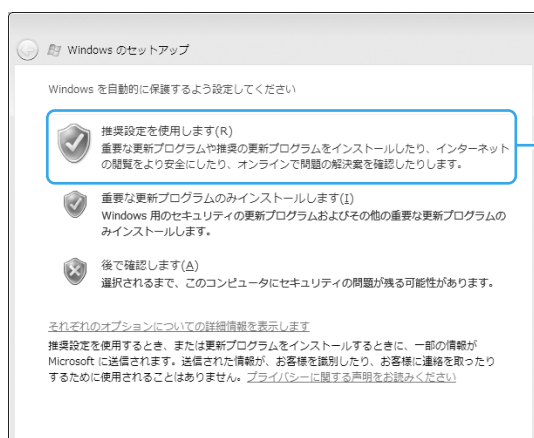 Windows のセットアップ
Windows を自動的に保護するよう設定してください
推奨設定を使用します(R)
重要な更新プログラムや推奨の更新プログラムをインストールしたり、インターネット
の閲覧をより安全にしたり、オンラインで問題の解決案を確認したりします。
重要な更新プログラムのみインストールします(I)
Windows 用のセキュリティの更新プログラムおよびその他の重要な更新プログラムの
みインストールします。
後で確認します(A)
選択されるまで、このコンピュータにセキュリティの問題が残る可能性があります。
それぞれのオプションについての詳細情報を表示します
推奨設定を使用するとき、または更新プログラムをインストールするときに、一部の情報が
Microsoft に送信されます。送信された情報が、お客様を識別したり、お客様に連絡を取ったり
するために使用されることはありません。プライバシーに関する声明をお読みください